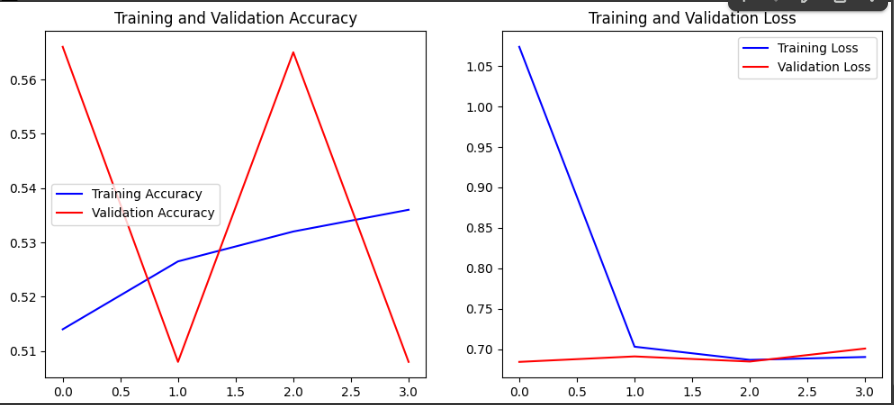 Training and Validation Accuracy
0.56
0.55
0.54
0.53
0.52
0.51
Training Accuracy
Validation Accuracy
0.0 0.5 1.0 1.5 2.0 2.5 3.0
Training and Validation Loss
1.05
1.00
0.95
0.90
0.85
0.80
0.75
0.70
Training Loss
Validation Loss
0.0 0.5 1.0 1.5 2.0 2.5 3.0